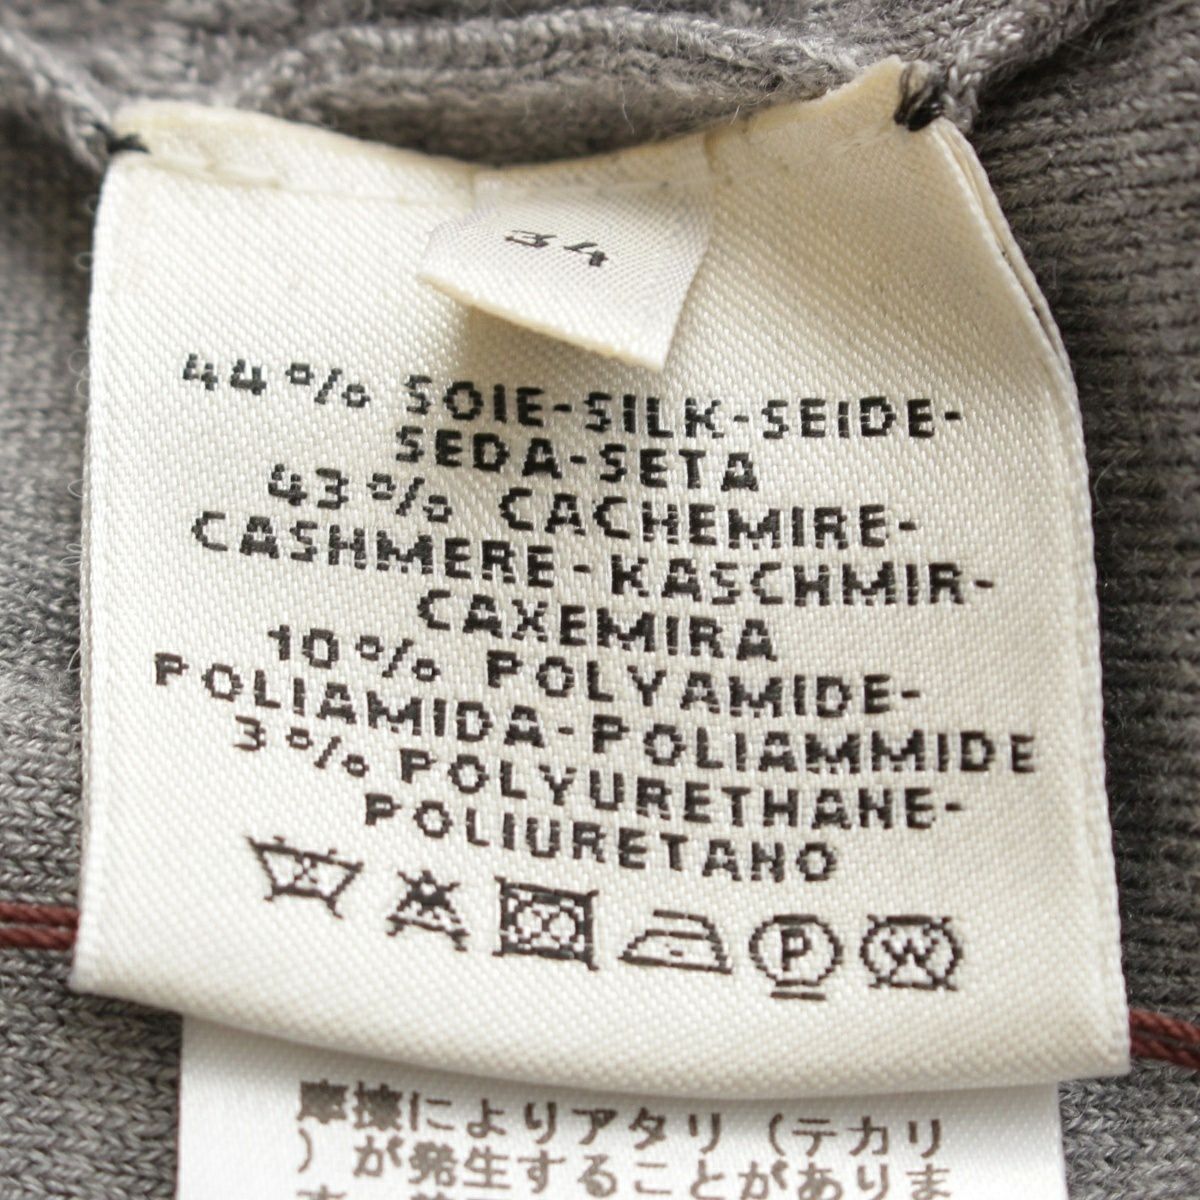 34
44% SOIE-SILK-SEIDE-
SEDA-SETA
43% CACHEMIRE-
CASHMERE-KASCHMIR-
CAXEMIRA
10% POLYAMIDE-
POLIAMIDA-POLIAMMIDE
3% POLYURETHANE-
POLIURETANO
P W
摩擦によりアタリ(テカリ
)が発生することがありま